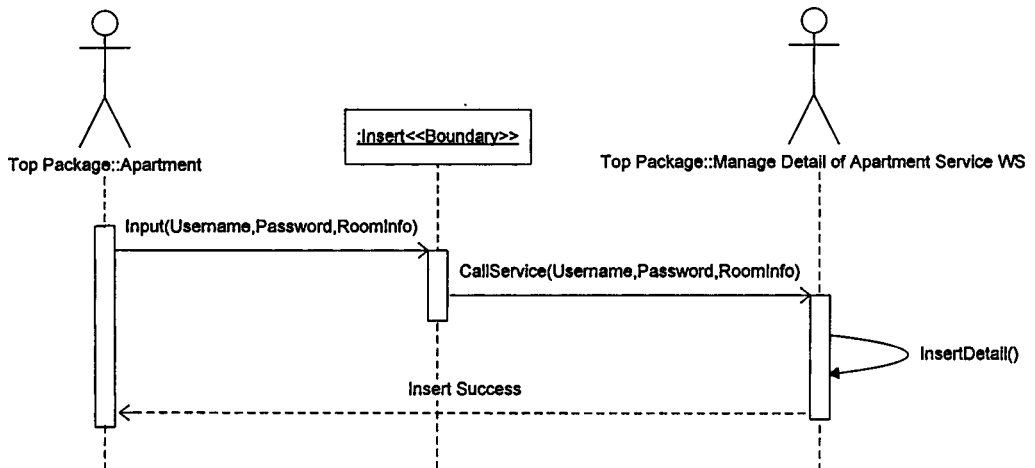 :Insert<<Boundary>>
Top Package::Apartment
Top Package::Manage Detail of Apartment Service WS
Input(Username,Password,RoomInfo)
CallService(Username,Password,RoomInfo)
InsertDetail()
Insert Success